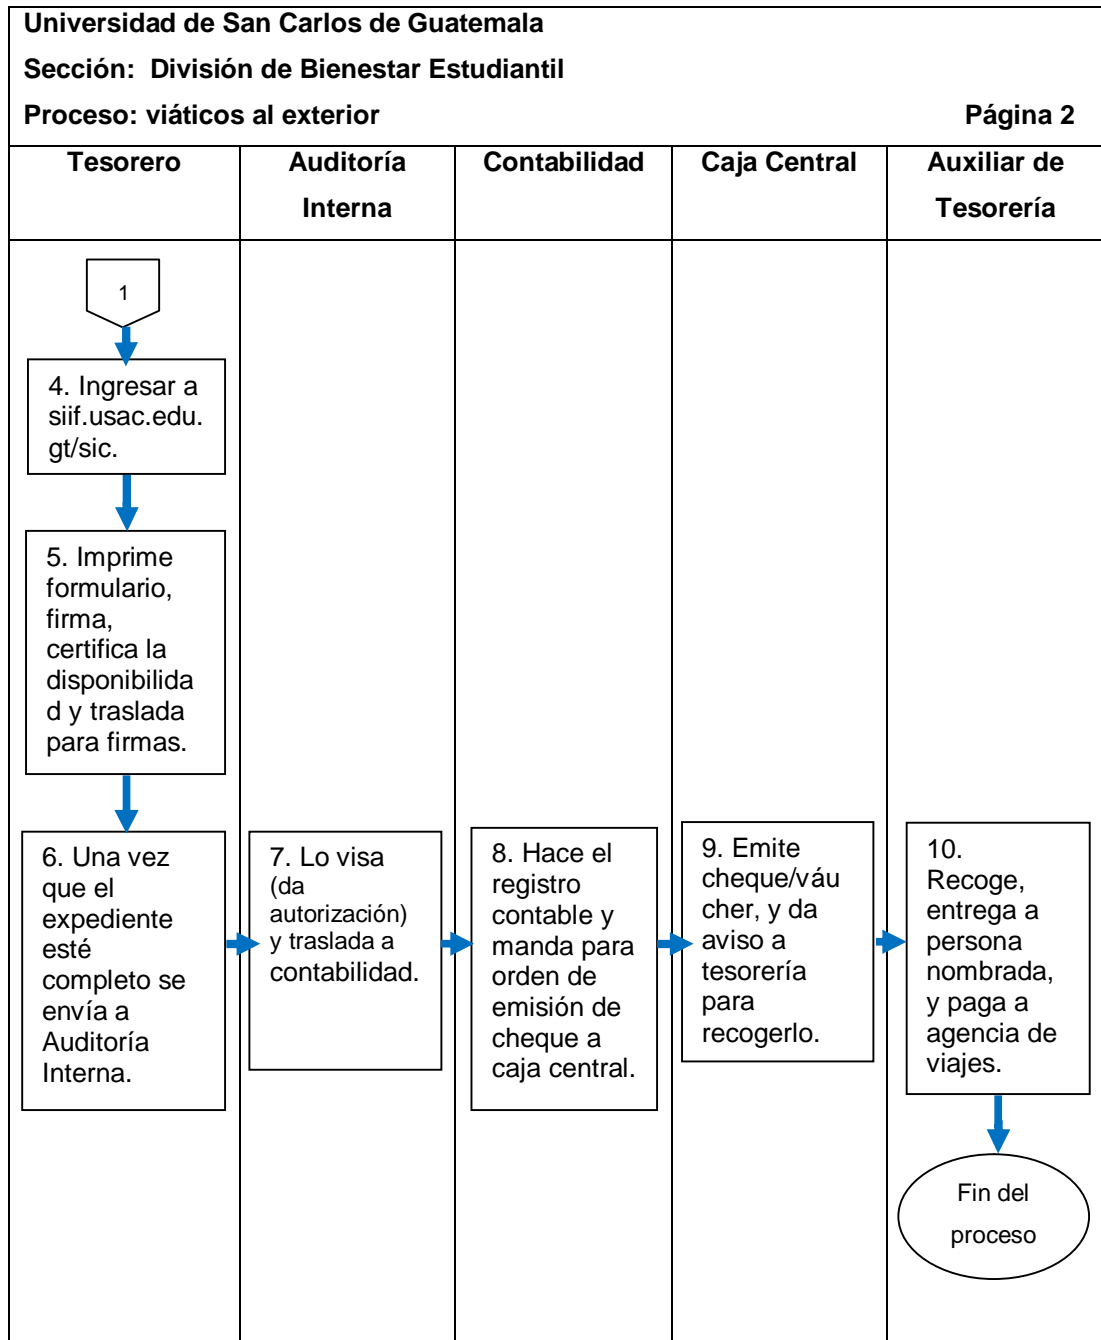 Universidad de San Carlos de Guatemala
Sección: División de Bienestar Estudiantil
Proceso: viáticos al exterior Página 2
Tesorero
Auditoría
Interna
Contabilidad
Caja Central
Auxiliar de
Tesorería
1
4. Ingresar a
siif.usac.edu.
gt/sic.
5. Imprime
formulario,
firma,
certifica la
disponibilida
d y traslada
para firmas.
6. Una vez
que el
expediente
esté
completo se
envía a
Auditoría
Interna.
7. Lo visa
(da
autorización)
y traslada a
contabilidad.
8. Hace el
registro
contable y
manda para
orden de
emisión de
cheque a
caja central.
9. Emite
cheque/váu
cher, y da
aviso a
tesorería
para
recogerlo.
10.
Recoge,
entrega a
persona
nombrada,
y paga a
agencia de
viajes.
Fin del
proceso